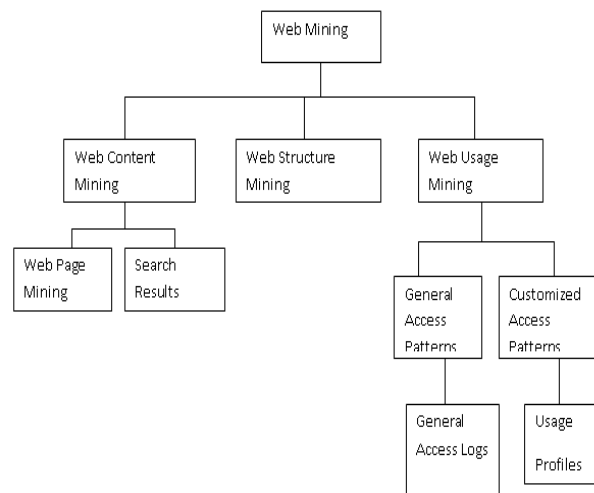 Web Mining
Web Content
Mining
Web Structure
Mining
Web Usage
Mining
Web Page
Mining
Search
Results
General
Access
Patterns
Customized
Access
Patterns
General
Access Logs
Usage
Profiles